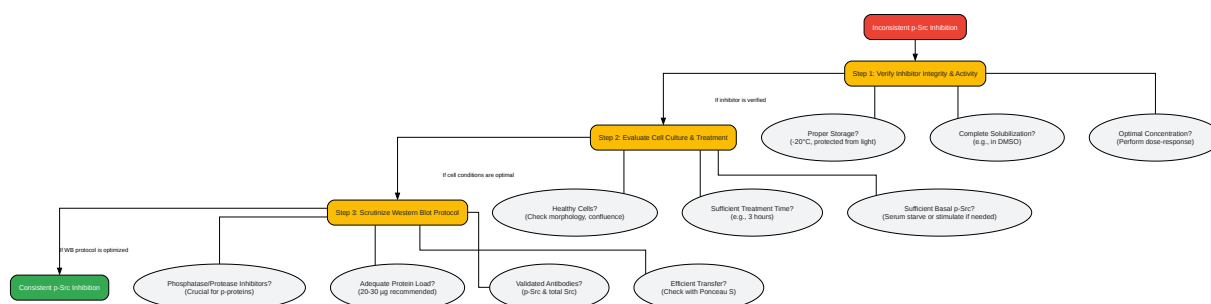 Inconsistent p-Src Inhibition
Step 1: Verify Inhibitor Integrity & Activity
If inhibitor is verified
Proper Storage?
(-20°C, protected from light)
Complete Solubilization?
(e.g., in DMSO)
Optimal Concentration?
(Perform dose-response)
Step 2: Evaluate Cell Culture & Treatment
If cell conditions are optimal
Healthy Cells?
(Check morphology, confluence)
Sufficient Treatment Time?
(e.g., 3 hours)
Sufficient Basal p-Src?
(Serum starve or stimulate if needed)
Step 3: Scrutinize Western Blot Protocol
If WB protocol is optimized
Consistent p-Src Inhibition
Phosphatase/Protease Inhibitors?
(Crucial for p-proteins)
Adequate Protein Load?
(20-30 µg recommended)
Validated Antibodies?
(p-Src & total Src)
Efficient Transfer?
(Check with Ponceau S)